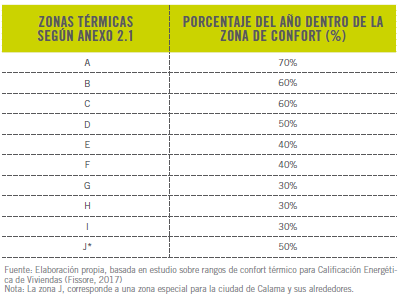 ZONAS TÉRMICAS
SEGÚN ANEXO 2.1
PORCENTAJE DEL AÑO DENTRO DE LA
ZONA DE CONFORT (%)
A 70%
B 60%
C 60%
D 50%
E 40%
F 40%
G 30%
H 30%
I 30%
J* 50%
Fuente: Elaboración propia, basada en estudio sobre rangos de confort térmico para Calificación Energéti-
ca de Viviendas (Fissore, 2017)
Nota: La zona J, corresponde a una zona especial para la ciudad de Calama y sus alrededores.